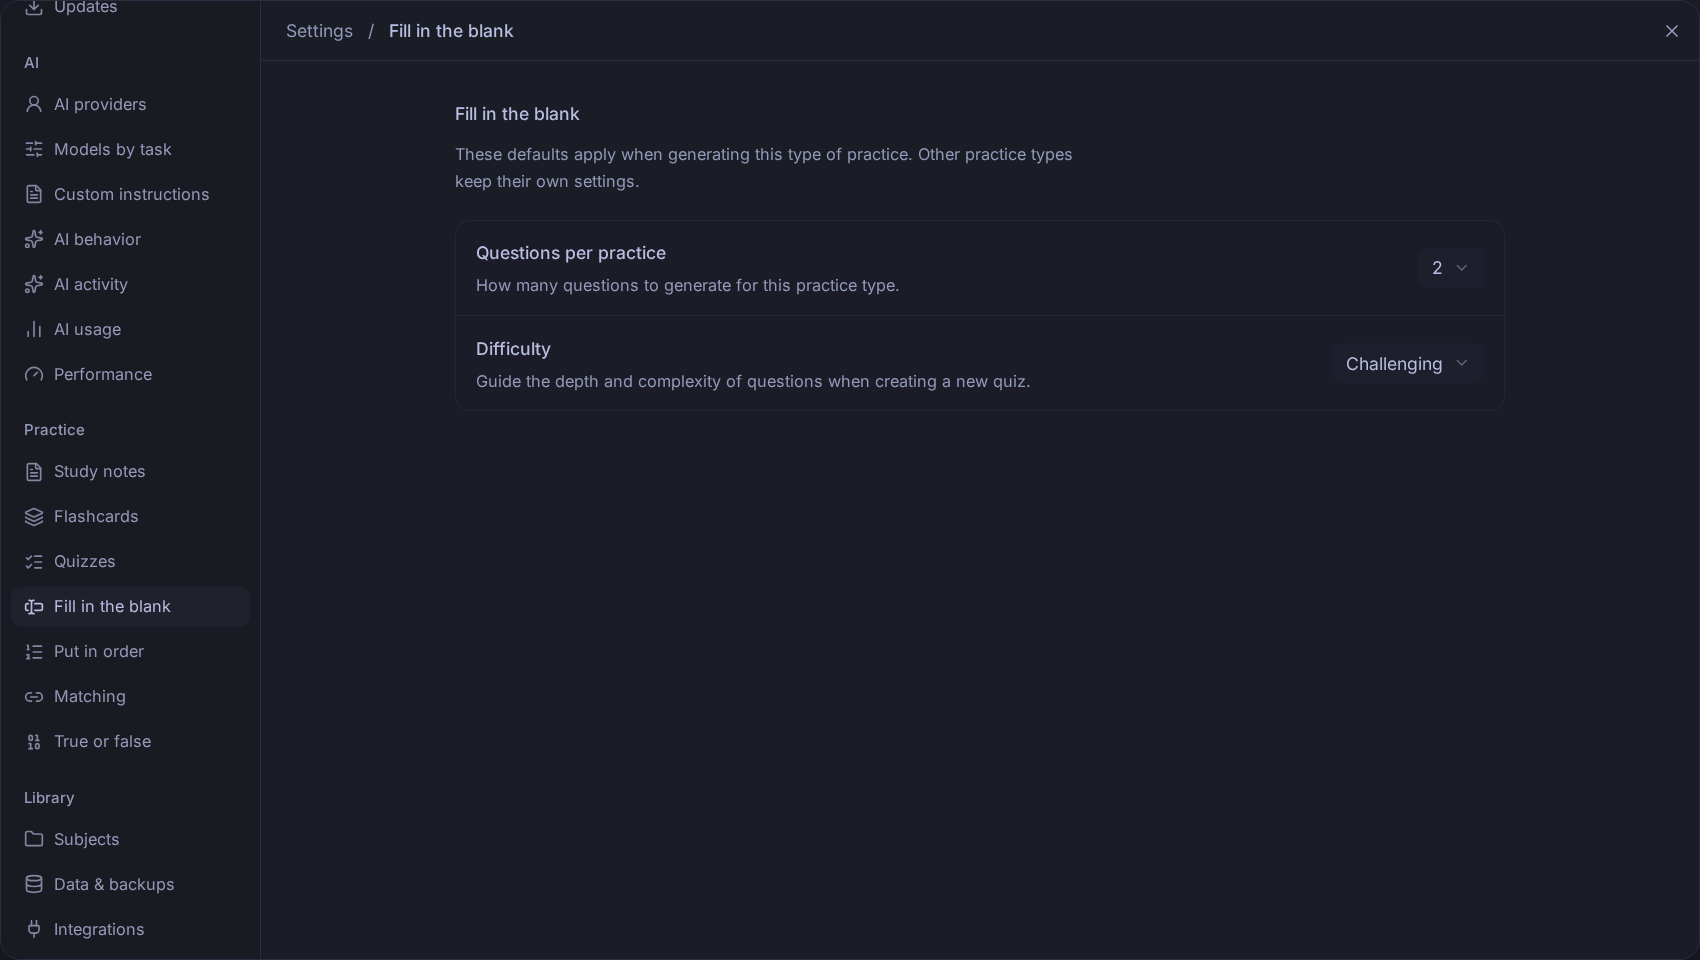 Updates
AI
AI providers
Models by task
Custom instructions
AI behavior
AI activity
AI usage
Performance
Practice
Study notes
Flashcards
Quizzes
Fill in the blank
Put in order
Matching
True or false
Library
Subjects
Data & backups
Integrations
Settings / Fill in the blank
Fill in the blank
These defaults apply when generating this type of practice. Other practice types
keep their own settings.
Questions per practice
How many questions to generate for this practice type.
2
Difficulty
Guide the depth and complexity of questions when creating a new quiz.
Challenging